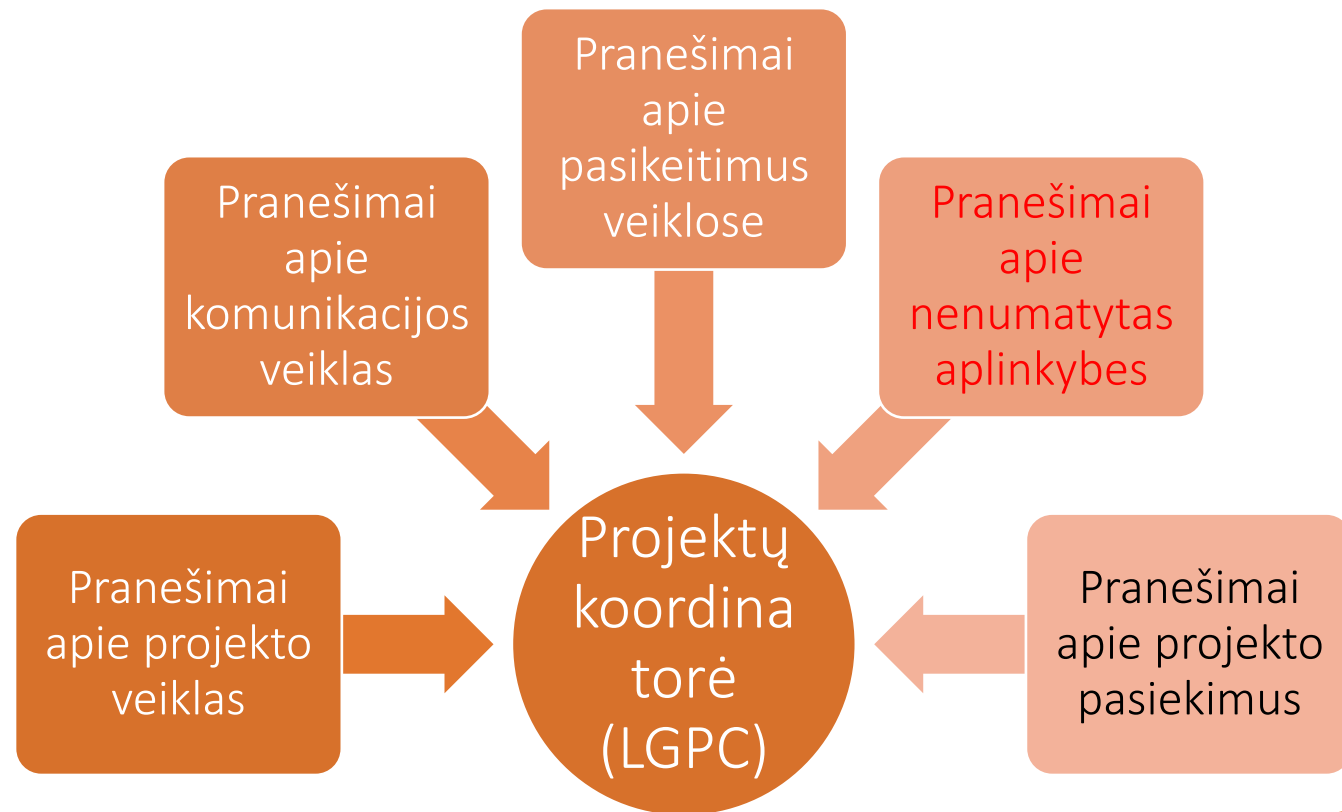 Pranešimai
apie
pasikeitimus
veiklose
Pranešimai
apie
komunikacijos
veiklas
Pranešimai
apie
nenumatytas
aplinkybes
Pranešimai
apie projekto
veiklas
Projektų
koordina
torė
(LGPC)
Pranešimai
apie projekto
pasiekimus